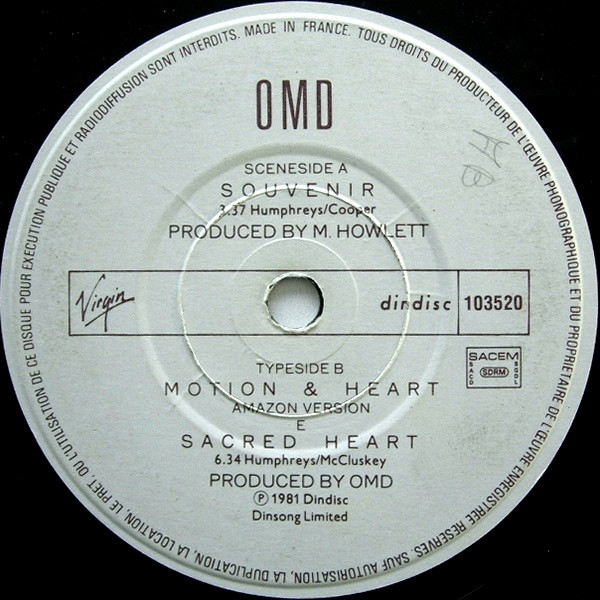 MADE IN FRANCE. TOUS DROITS DU PRODUCTEUR DE L'ŒUVRE PHONOGRAPHIQUE ET DU PROPRIETAIRE DE L'ŒUVRE ENREGISTREE RESERVES. SAUF AUTORISATION, LA DUPLICATION, LA LOCATION, LE PRET, OU L'UTILISATION DE CE DISQUE POUR EXECUTION PUBLIQUE ET RADIODIFFUSION SONT INTERDITS.
OMD
SCENESIDE A
SOUVENIR
3.37 Humphreys/Cooper
PRODUCED BY M. HOWLETT
Virgin
dindisc 103520
SACEM
SACD
SDRM
SGDL
TYPESIDE B
MOTION & HEART
AMAZON VERSION
E
SACRED HEART
6.34 Humphreys/McCluskey
PRODUCED BY OMD
℗ 1981 Dindisc
Dinsong Limited